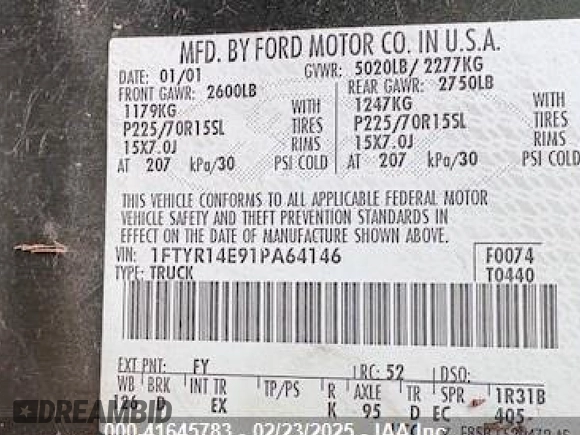 MFD. BY FORD MOTOR CO. IN U.S.A.
DATE: 01/01 GVWR: 5020LB/ 2277KG
FRONT GAWR: 2600LB REAR GAWR: 2750LB
1179KG WITH 1247KG WITH
P225/70R15SL TIRES P225/70R15SL TIRES
15X7.0J RIMS 15X7.0J RIMS
AT 207 kPa/30 PSI COLD AT 207 kPa/30 PSI COLD
THIS VEHICLE CONFORMS TO ALL APPLICABLE FEDERAL MOTOR
VEHICLE SAFETY AND THEFT PREVENTION STANDARDS IN
EFFECT ON THE DATE OF MANUFACTURE SHOWN ABOVE.
VIN: 1FTYR14E91PA64146 F0074
TYPE: TRUCK T0440
EXT PNT: FY RC: 52 DSO:
WB BRK INT TR TP/PS R AXLE TR SPR 1R31B
126 D EX K 95 D EC 405-
DREAMBID
000-41645783 - 02/23/2025 - IAA Inc.